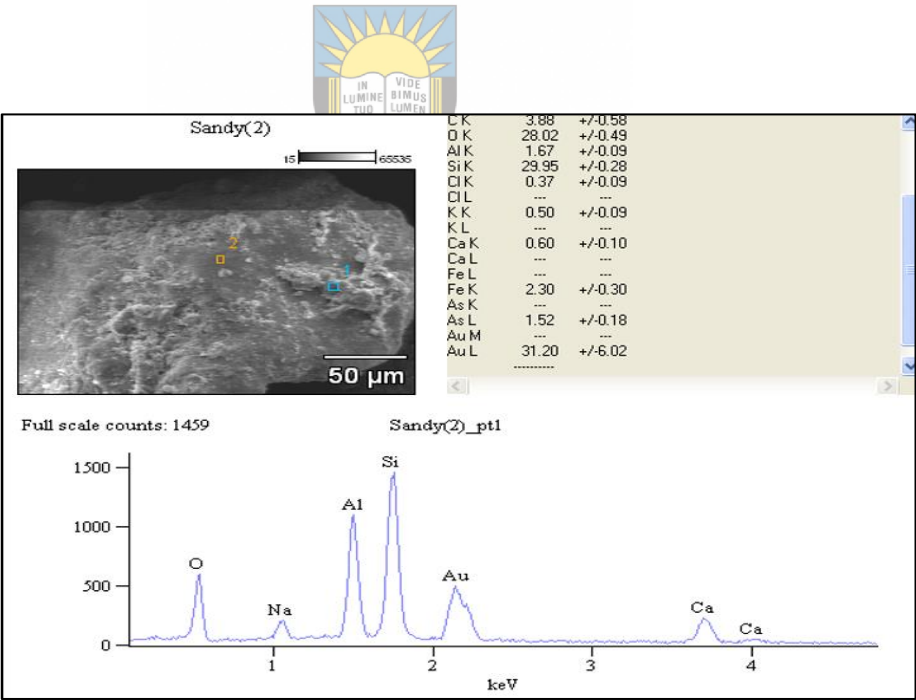 IN
LUMINE
TUO
VIDE
BIMUS
LUMEN
Sandy(2)
15
65535
2
1
50 µm
C K 3.88 +/-0.58
O K 28.02 +/-0.49
Al K 1.67 +/-0.09
Si K 29.95 +/-0.28
Cl K 0.37 +/-0.09
Cl L --- ---
K K 0.50 +/-0.09
K L --- ---
Ca K 0.60 +/-0.10
Ca L --- ---
Fe L --- ---
Fe K 2.30 +/-0.30
As K --- ---
As L 1.52 +/-0.18
Au M --- ---
Au L 31.20 +/-6.02
----------
Full scale counts: 1459
Sandy(2)_pt1
1500
1000
500
0
O
Na
Al
Si
Au
Ca
Ca
1 2 3 4
keV